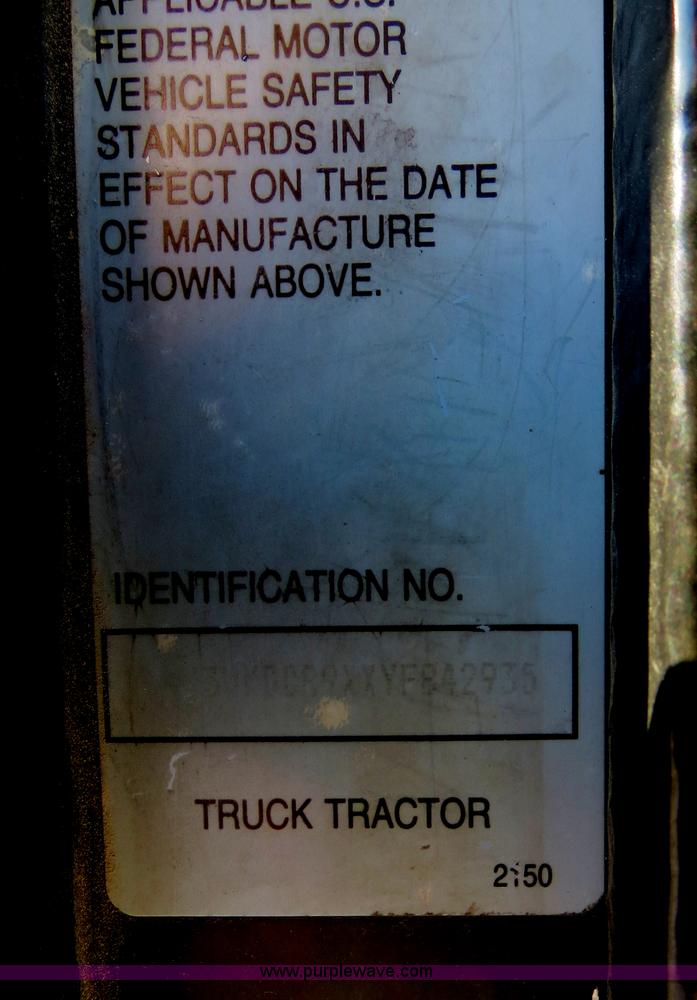 APPLICABLE U.S.
FEDERAL MOTOR
VEHICLE SAFETY
STANDARDS IN
EFFECT ON THE DATE
OF MANUFACTURE
SHOWN ABOVE.
IDENTIFICATION NO.
TRUCK TRACTOR
www.purplewave.com